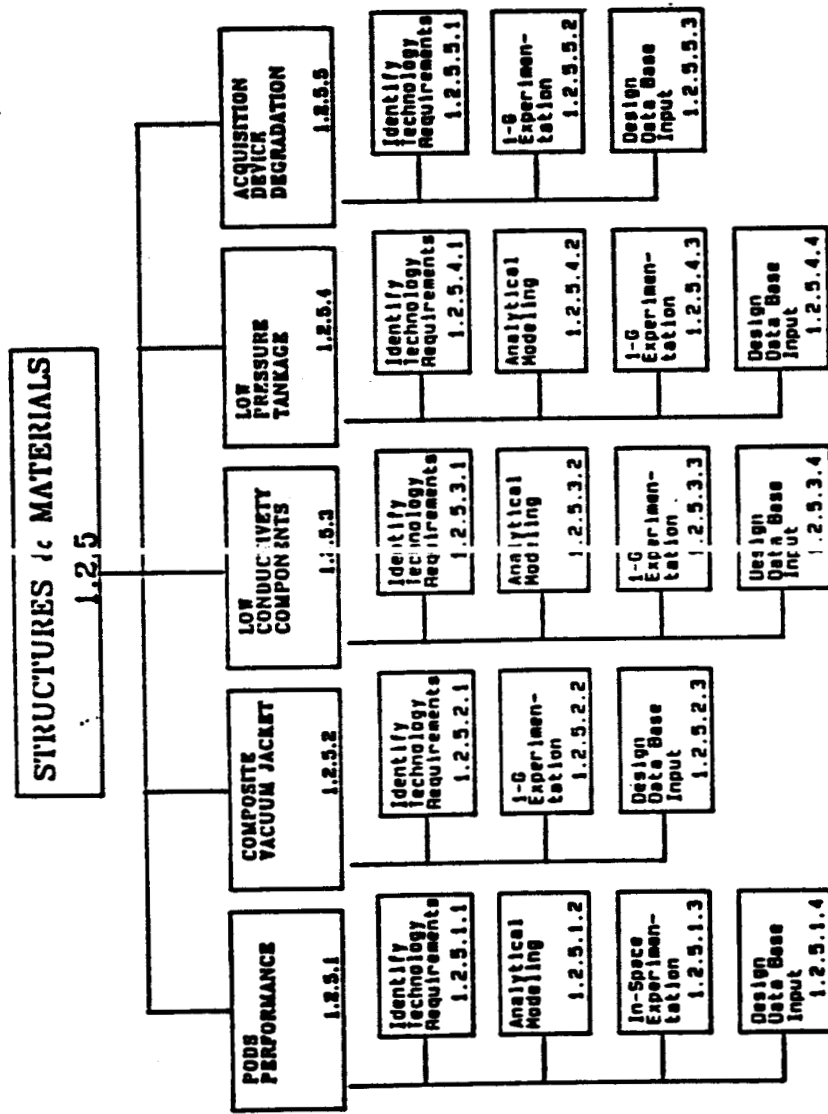 STRUCTURES & MATERIALS
1.2.5
PODS
PERFORMANCE
1.2.5.1
Identify
Technology
Requirements
1.2.5.1.1
Analytical
Modeling
1.2.5.1.2
In-Space
Experimen-
tation
1.2.5.1.3
Design
Data Base
Input
1.2.5.1.4
COMPOSITE
VACUUM JACKET
1.2.5.2
Identify
Technology
Requirements
1.2.5.2.1
1-G
Experimen-
tation
1.2.5.2.2
Design
Data Base
Input
1.2.5.2.3
LOW
CONDUCTIVETY
COMPONENTS
1.2.5.3
Identify
Technology
Requirements
1.2.5.3.1
Analytical
Modeling
1.2.5.3.2
1-G
Experimen-
tation
1.2.5.3.3
Design
Data Base
Input
1.2.5.3.4
LOW
PRESSURE
TANKAGE
1.2.5.4
Identify
Technology
Requirements
1.2.5.4.1
Analytical
Modeling
1.2.5.4.2
1-G
Experimen-
tation
1.2.5.4.3
Design
Data Base
Input
1.2.5.4.4
ACQUISITION
DEVICE
DEGRADATION
1.2.5.5
Identify
Technology
Requirements
1.2.5.5.1
1-G
Experimen-
tation
1.2.5.5.2
Design
Data Base
Input
1.2.5.5.3